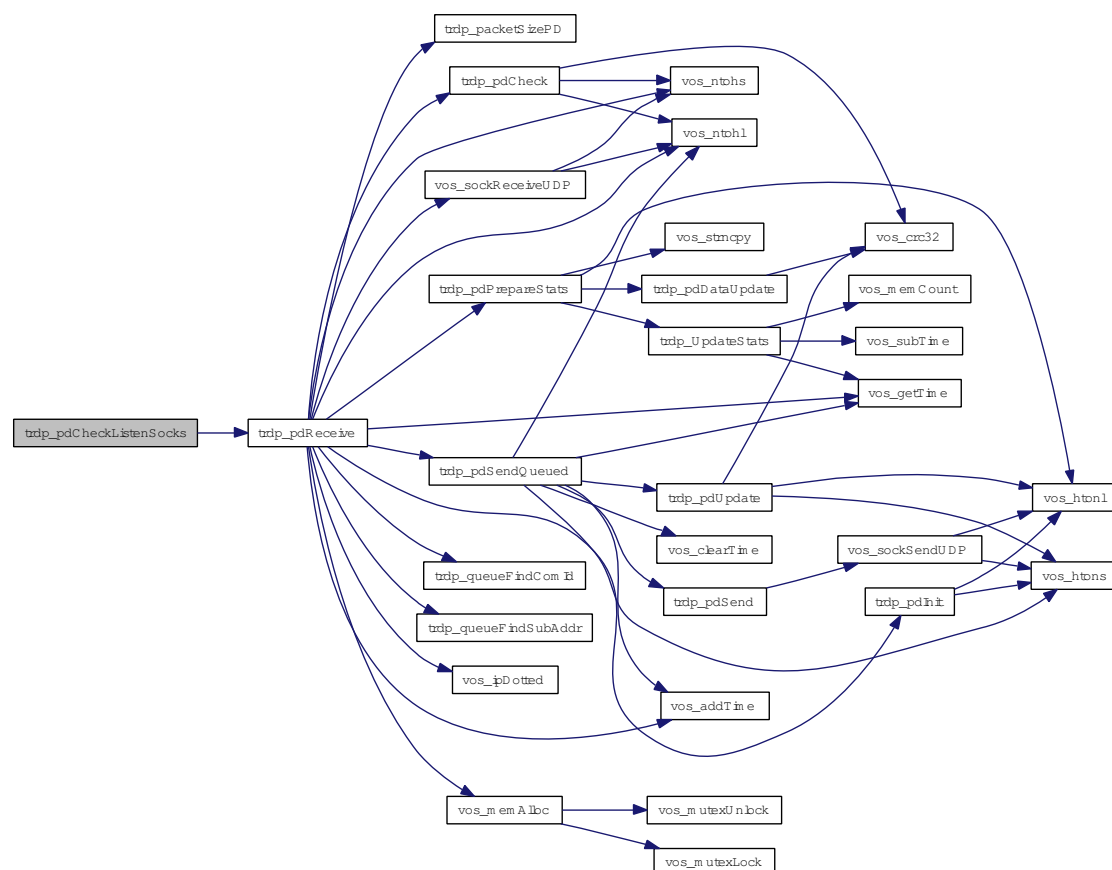 trdp_packetSizePD
trdp_pdCheck
vos_ntohs
vos_ntohl
vos_sockReceiveUDP
vos_strncpy
vos_crc32
trdp_pdPrepareStats
trdp_pdDataUpdate
vos_memCount
trdp_UpdateStats
vos_subTime
vos_getTime
trdp_pdCheckListenSocks
trdp_pdReceive
trdp_pdSendQueued
trdp_pdUpdate
vos_htonl
vos_clearTime
vos_sockSendUDP
trdp_queueFindComId
vos_htons
trdp_pdSend
trdp_pdInit
trdp_queueFindSubAddr
vos_ipDotted
vos_addTime
vos_memAlloc
vos_mutexUnlock
vos_mutexLock